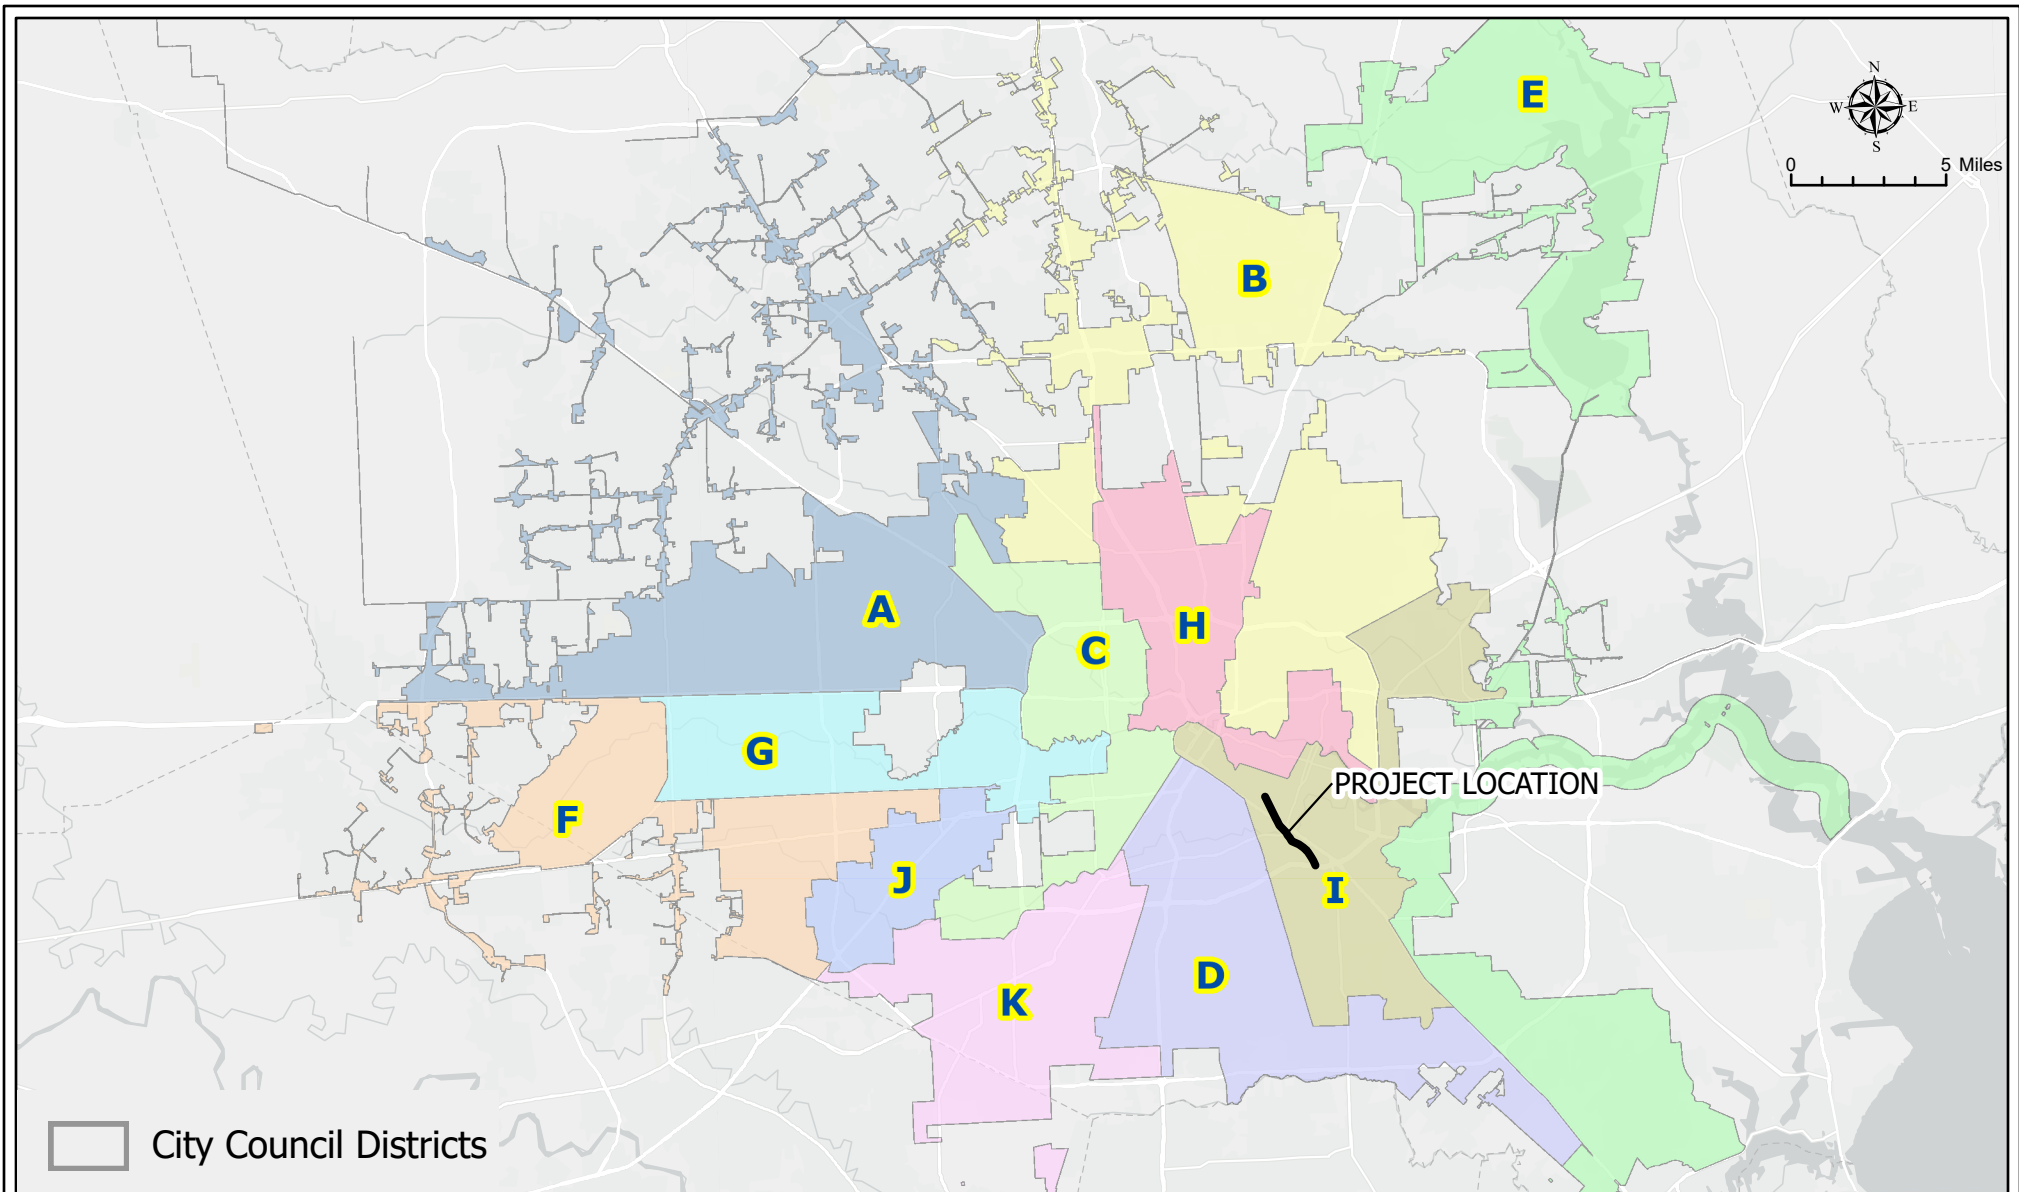 E
N
W E
S
0 5 Miles
B
A
H
C
G
PROJECT LOCATION
F
J
I
D
K
City Council Districts